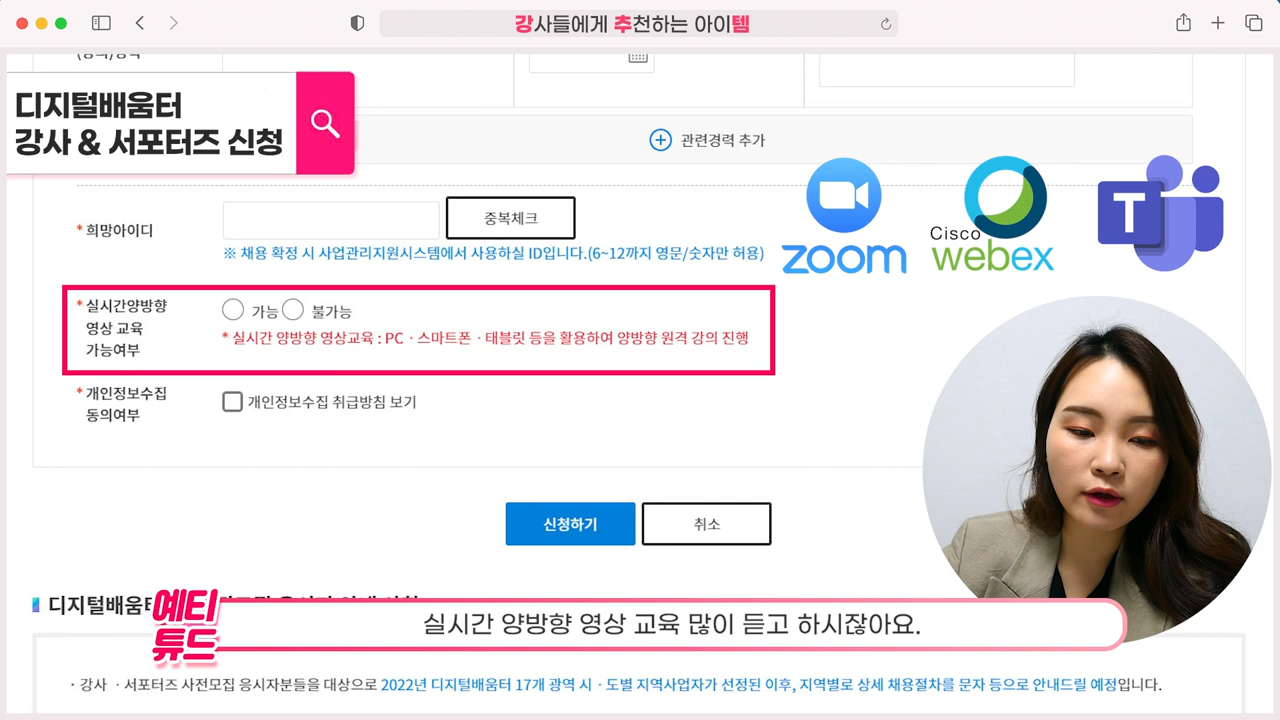 강사들에게 추천하는 아이템
디지털배움터
강사 & 서포터즈 신청
관련경력 추가
* 희망아이디
중복체크
※ 채용 확정 시 사업관리지원시스템에서 사용하실 ID입니다.(6~12까지 영문/숫자만 허용)
zoom
Cisco
webex
T
* 실시간양방향
영상 교육
가능여부
가능
불가능
* 실시간 양방향 영상교육 : PC · 스마트폰 · 태블릿 등을 활용하여 양방향 원격 강의 진행
* 개인정보수집
동의여부
개인정보수집 취급방침 보기
신청하기
취소
디지털배움터
예티
튜드
실시간 양방향 영상 교육 많이 듣고 하시잖아요.
· 강사 · 서포터즈 사전모집 응시자분들을 대상으로 2022년 디지털배움터 17개 광역 시 · 도별 지역사업자가 선정된 이후, 지역별로 상세 채용절차를 문자 등으로 안내드릴 예정입니다.